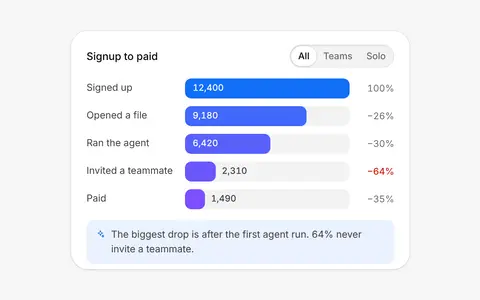 Signup to paid
All Teams Solo
Signed up 12,400 100%
Opened a file 9,180 −26%
Ran the agent 6,420 −30%
Invited a teammate 2,310 −64%
Paid 1,490 −35%
The biggest drop is after the first agent run. 64% never
invite a teammate.